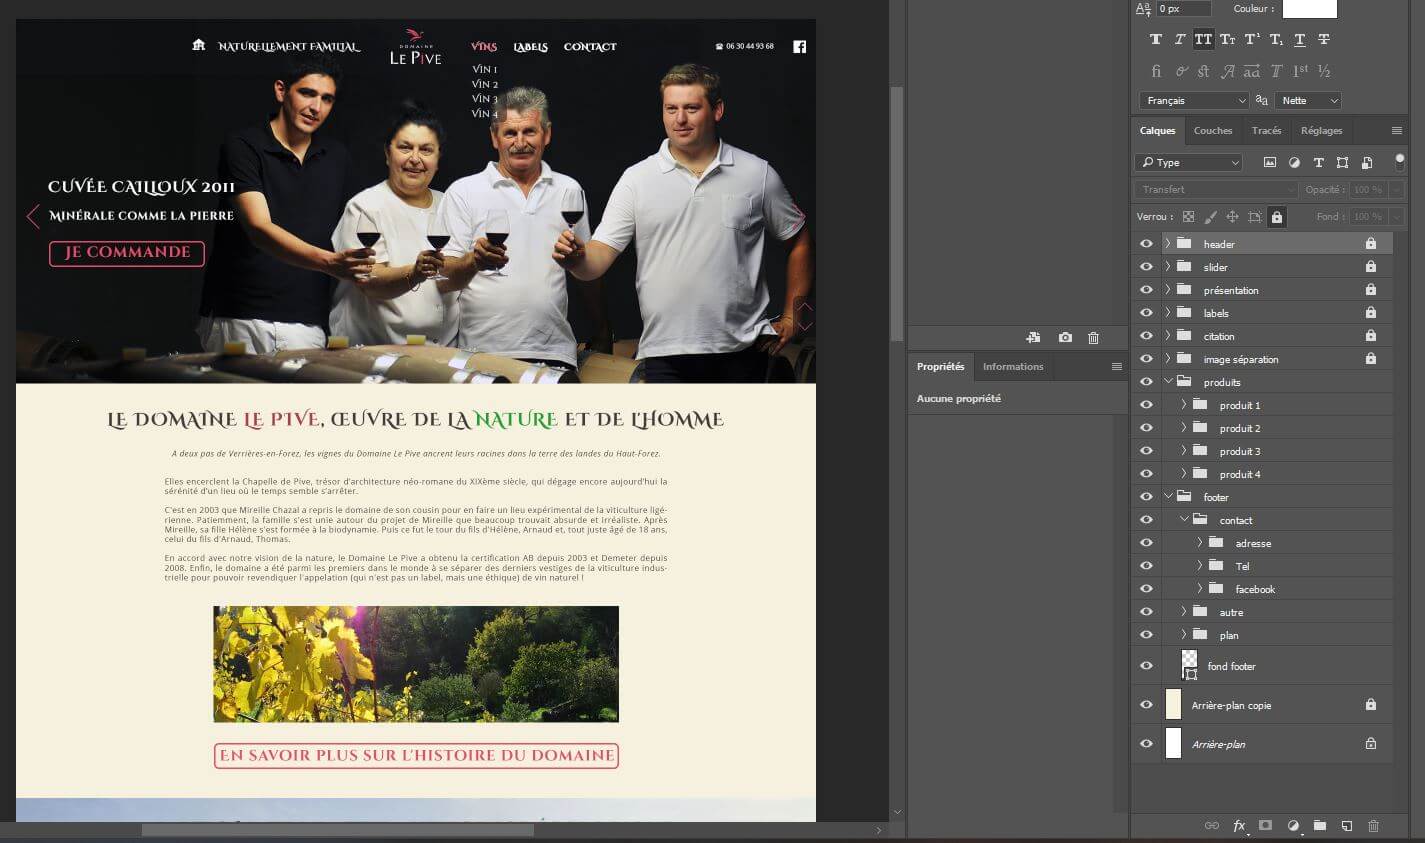 NATURELLEMENT FAMILIAL
DOMAINE
LE PIVE
VINS
LABELS
CONTACT
06 30 44 93 68
VIN 1
VIN 2
VIN 3
VIN 4
CUVÉE CAILLOUX 2011
MINÉRALE COMME LA PIERRE
JE COMMANDE
LE DOMAINE LE PIVE, ŒUVRE DE LA NATURE ET DE L'HOMME
A deux pas de Verrières-en-Forez, les vignes du Domaine Le Pive ancrent leurs racines dans la terre des landes du Haut-Forez.
Elles encerclent la Chapelle de Pive, trésor d'architecture néo-romane du XIXème siècle, qui dégage encore aujourd'hui la
sérénité d'un lieu où le temps semble s'arrêter.
C'est en 2003 que Mireille Chazal a repris le domaine de son cousin pour en faire un lieu expérimental de la viticulture ligé-
rienne. Patiemment, la famille s'est unie autour du projet de Mireille que beaucoup trouvait absurde et irréaliste. Après
Mireille, sa fille Hélène s'est formée à la biodynamie. Puis ce fut le tour du fils d'Hélène, Arnaud et, tout juste âgé de 18 ans,
celui du fils d'Arnaud, Thomas.
En accord avec notre vision de la nature, le Domaine Le Pive a obtenu la certification AB depuis 2003 et Demeter depuis
2008. Enfin, le domaine a été parmi les premiers dans le monde à se séparer des derniers vestiges de la viticulture indus-
trielle pour pouvoir revendiquer l'appelation (qui n'est pas un label, mais une éthique) de vin naturel !
EN SAVOIR PLUS SUR L'HISTOIRE DU DOMAINE
Propriétés
Informations
Aucune propriété
0 px
Couleur :
T T TT TT T¹ T₁ T T
fi st A aa T 1st ½
Français
aa
Nette
Calques
Couches
Tracés
Réglages
Type
Transfert
Opacité : 100 %
Verrou :
Fond : 100 %
header
slider
présentation
labels
citation
image séparation
produits
produit 1
produit 2
produit 3
produit 4
footer
contact
adresse
Tel
facebook
autre
plan
fond footer
Arrière-plan copie
Arrière-plan
fx